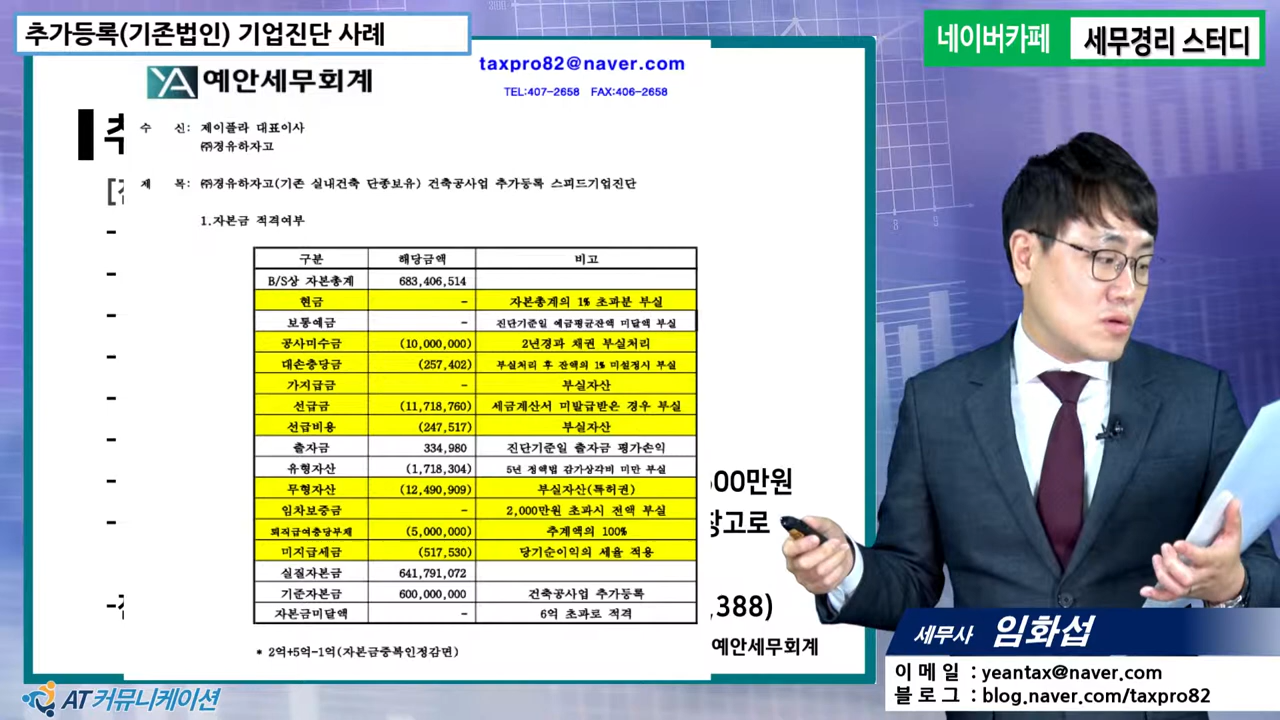 추가등록(기존법인) 기업진단 사례
네이버카페 세무경리 스터디
YA 예안세무회계
taxpro82@naver.com
TEL:407-2658 FAX:406-2658
수 신: 제이플라 대표이사
㈜경유하자고
제 목: ㈜경유하자고(기존 실내건축 단종보유) 건축공사업 추가등록 스피드기업진단
1.자본금 적격여부
구분 해당금액 비고
B/S상 자본총계 683,406,514
현금 - 자본총계의 1% 초과분 부실
보통예금 - 진단기준일 예금평균잔액 미달액 부실
공사미수금 (10,000,000) 2년경과 채권 부실처리
대손충당금 (257,402) 부실처리 후 잔액의 1% 미설정시 부실
가지급금 - 부실자산
선급금 (11,718,760) 세금계산서 미발급받은 경우 부실
선급비용 (247,517) 부실자산
출자금 334,980 진단기준일 출자금 평가손익
유형자산 (1,718,304) 5년 정액법 감가상각비 미만 부실
무형자산 (12,490,909) 부실자산(특허권)
임차보증금 - 2,000만원 초과시 전액 부실
퇴직급여충당부채 (5,000,000) 추계액의 100%
미지급세금 (517,530) 당기순이익의 세율 적용
실질자본금 641,791,072
기준자본금 600,000,000 건축공사업 추가등록
자본금미달액 - 6억 초과로 적격
* 2억+5억-1억(자본금중복인정감면)
00만원
창고로
,388)
예안세무회계
세무사 임화섭
이 메 일 : yeantax@naver.com
블 로 그 : blog.naver.com/taxpro82
AT커뮤니케이션